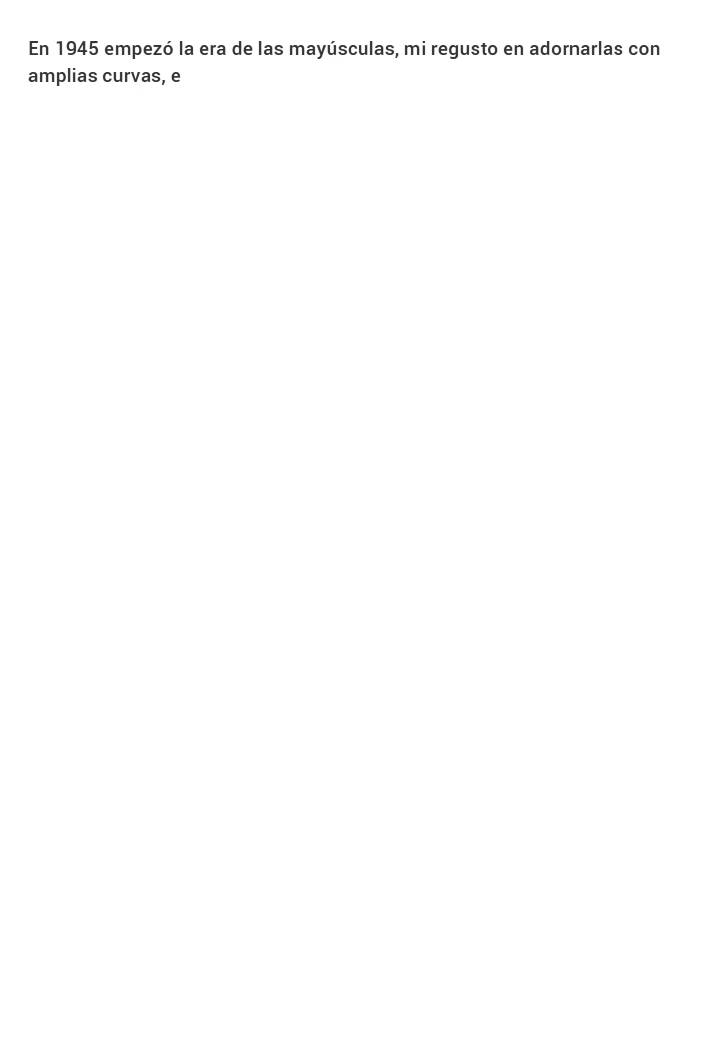 En 1945 empezó la era de las mayúsculas, mi regusto en adornarlas con
amplias curvas, e